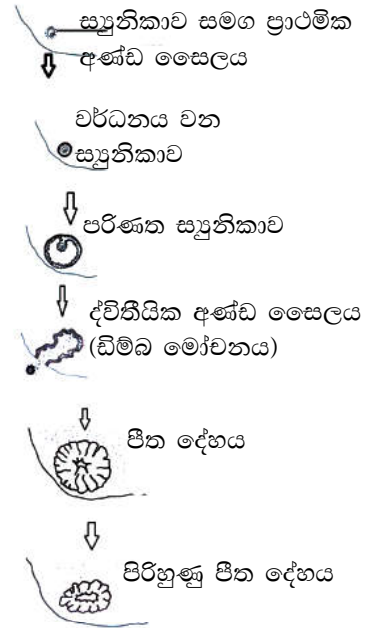 ස්‍යුනිකාව සමග ප්‍රාථමික
අණ්ඩ සෛලය
වර්ධනය වන
ස්‍යුනිකාව
පරිණත ස්‍යුනිකාව
ද්විතීයික අණ්ඩ සෛලය
(ඩිම්බ මෝචනය)
පීත දේහය
පිරිහුණු පීත දේහය